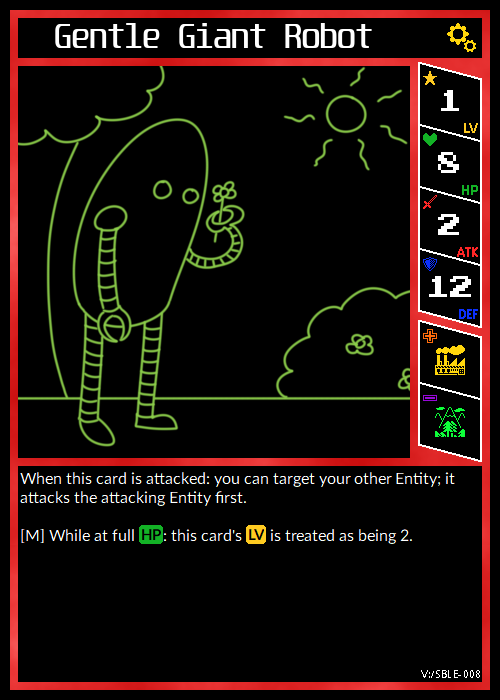 Gentle Giant Robot
1
LV
8
HP
2
ATK
12
DEF
When this card is attacked: you can target your other Entity; it
attacks the attacking Entity first.
[M] While at full HP: this card's LV is treated as being 2.
V:/SBLE-008